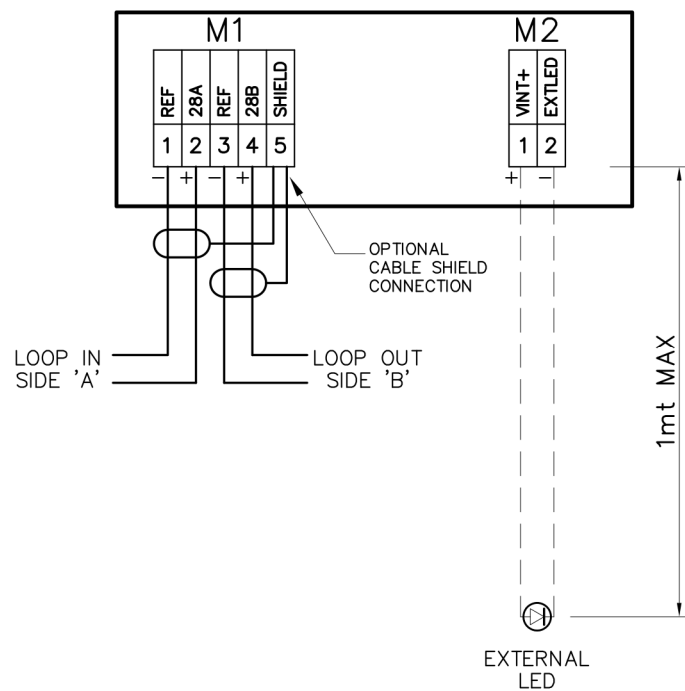 M1
M2
REF
28A
REF
28B
SHIELD
VINT+
EXTLED
1 2 3 4 5
1 2
− + − +
+ −
OPTIONAL
CABLE SHIELD
CONNECTION
LOOP IN
SIDE 'A'
LOOP OUT
SIDE 'B'
1mt MAX
EXTERNAL
LED